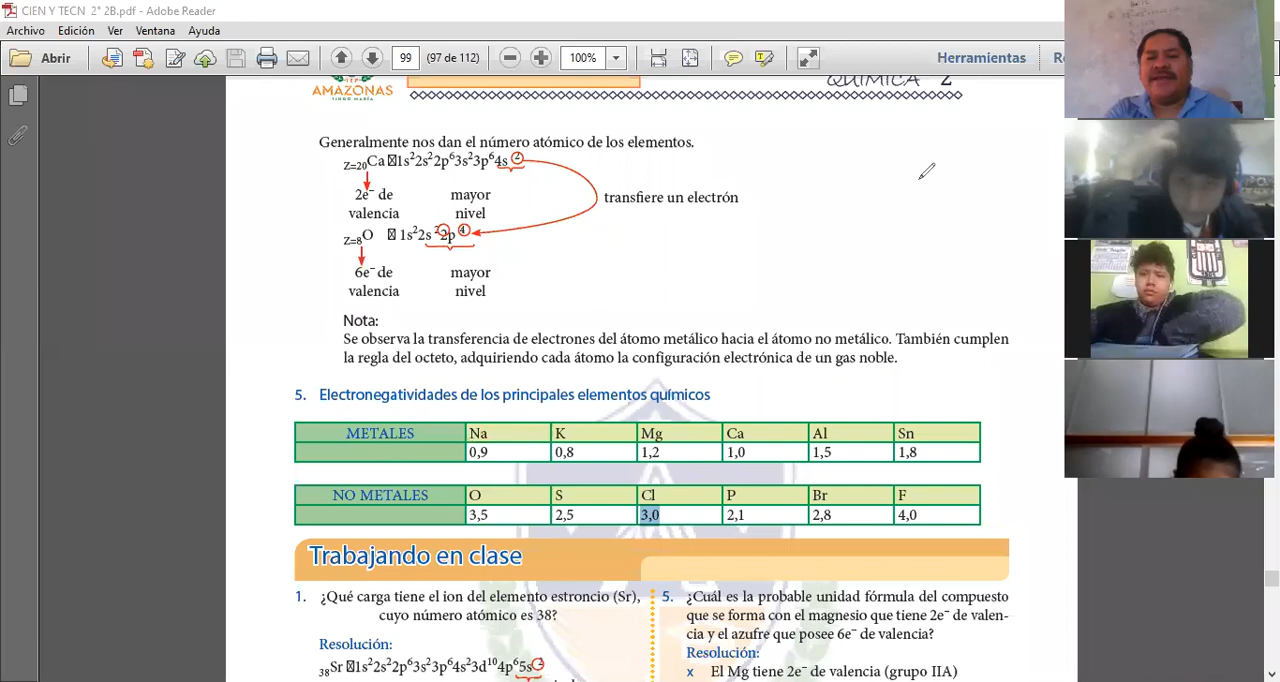 CIEN Y TECN 2° 2B.pdf - Adobe Reader
Archivo Edición Ver Ventana Ayuda
Abrir 99 (97 de 112) 100% Herramientas
AMAZONAS
TINGO MARÍA
QUÍMICA 2
Generalmente nos dan el número atómico de los elementos.
Z=20Ca 1s²2s²2p⁶3s²3p⁶4s²
2e⁻ de mayor transfiere un electrón
valencia nivel
Z=8O 1s²2s²2p⁴
6e⁻ de mayor
valencia nivel
Nota:
Se observa la transferencia de electrones del átomo metálico hacia el átomo no metálico. También cumplen
la regla del octeto, adquiriendo cada átomo la configuración electrónica de un gas noble.
5. Electronegatividades de los principales elementos químicos
METALES Na K Mg Ca Al Sn
0,9 0,8 1,2 1,0 1,5 1,8
NO METALES O S Cl P Br F
3,5 2,5 3,0 2,1 2,8 4,0
Trabajando en clase
1. ¿Qué carga tiene el ion del elemento estroncio (Sr),
cuyo número atómico es 38?
Resolución:
₃₈Sr 1s²2s²2p⁶3s²3p⁶4s²3d¹⁰4p⁶5s²
5. ¿Cuál es la probable unidad fórmula del compuesto
que se forma con el magnesio que tiene 2e⁻ de valen-
cia y el azufre que posee 6e⁻ de valencia?
Resolución:
x El Mg tiene 2e⁻ de valencia (grupo IIA)